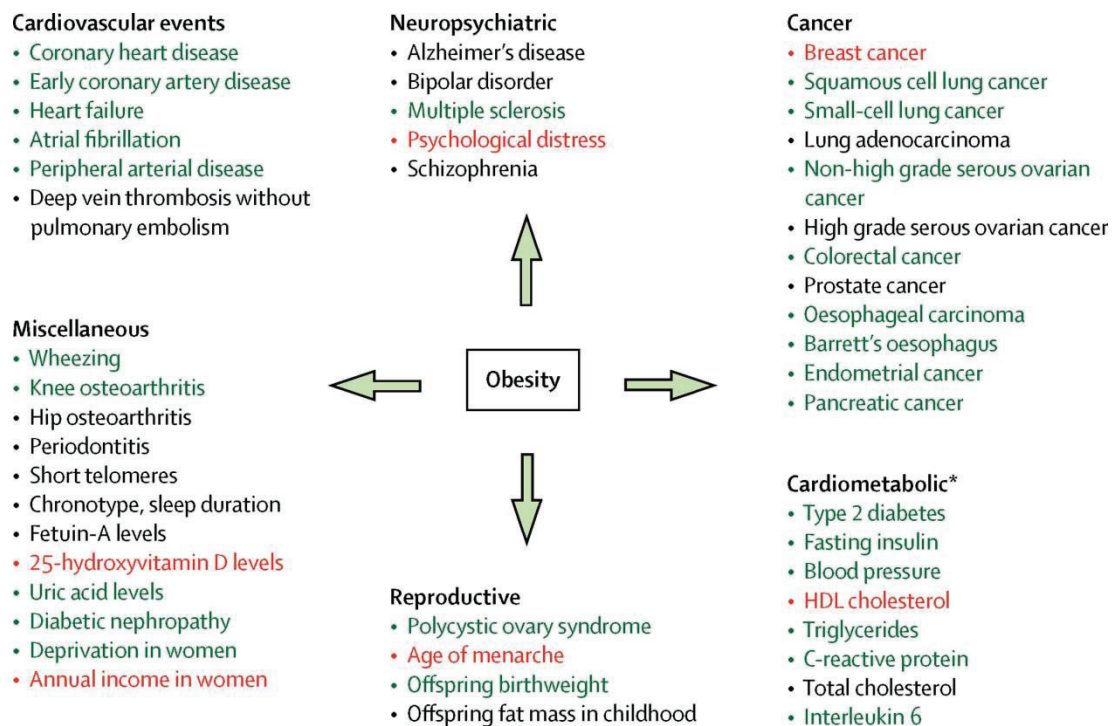 Cardiovascular events
• Coronary heart disease
• Early coronary artery disease
• Heart failure
• Atrial fibrillation
• Peripheral arterial disease
• Deep vein thrombosis without
pulmonary embolism
Neuropsychiatric
• Alzheimer's disease
• Bipolar disorder
• Multiple sclerosis
• Psychological distress
• Schizophrenia
Cancer
• Breast cancer
• Squamous cell lung cancer
• Small-cell lung cancer
• Lung adenocarcinoma
• Non-high grade serous ovarian
cancer
• High grade serous ovarian cancer
• Colorectal cancer
• Prostate cancer
• Oesophageal carcinoma
• Barrett's oesophagus
• Endometrial cancer
• Pancreatic cancer
Miscellaneous
• Wheezing
• Knee osteoarthritis
• Hip osteoarthritis
• Periodontitis
• Short telomeres
• Chronotype, sleep duration
• Fetuin-A levels
• 25-hydroxyvitamin D levels
• Uric acid levels
• Diabetic nephropathy
• Deprivation in women
• Annual income in women
Obesity
Reproductive
• Polycystic ovary syndrome
• Age of menarche
• Offspring birthweight
• Offspring fat mass in childhood
Cardiometabolic*
• Type 2 diabetes
• Fasting insulin
• Blood pressure
• HDL cholesterol
• Triglycerides
• C-reactive protein
• Total cholesterol
• Interleukin 6